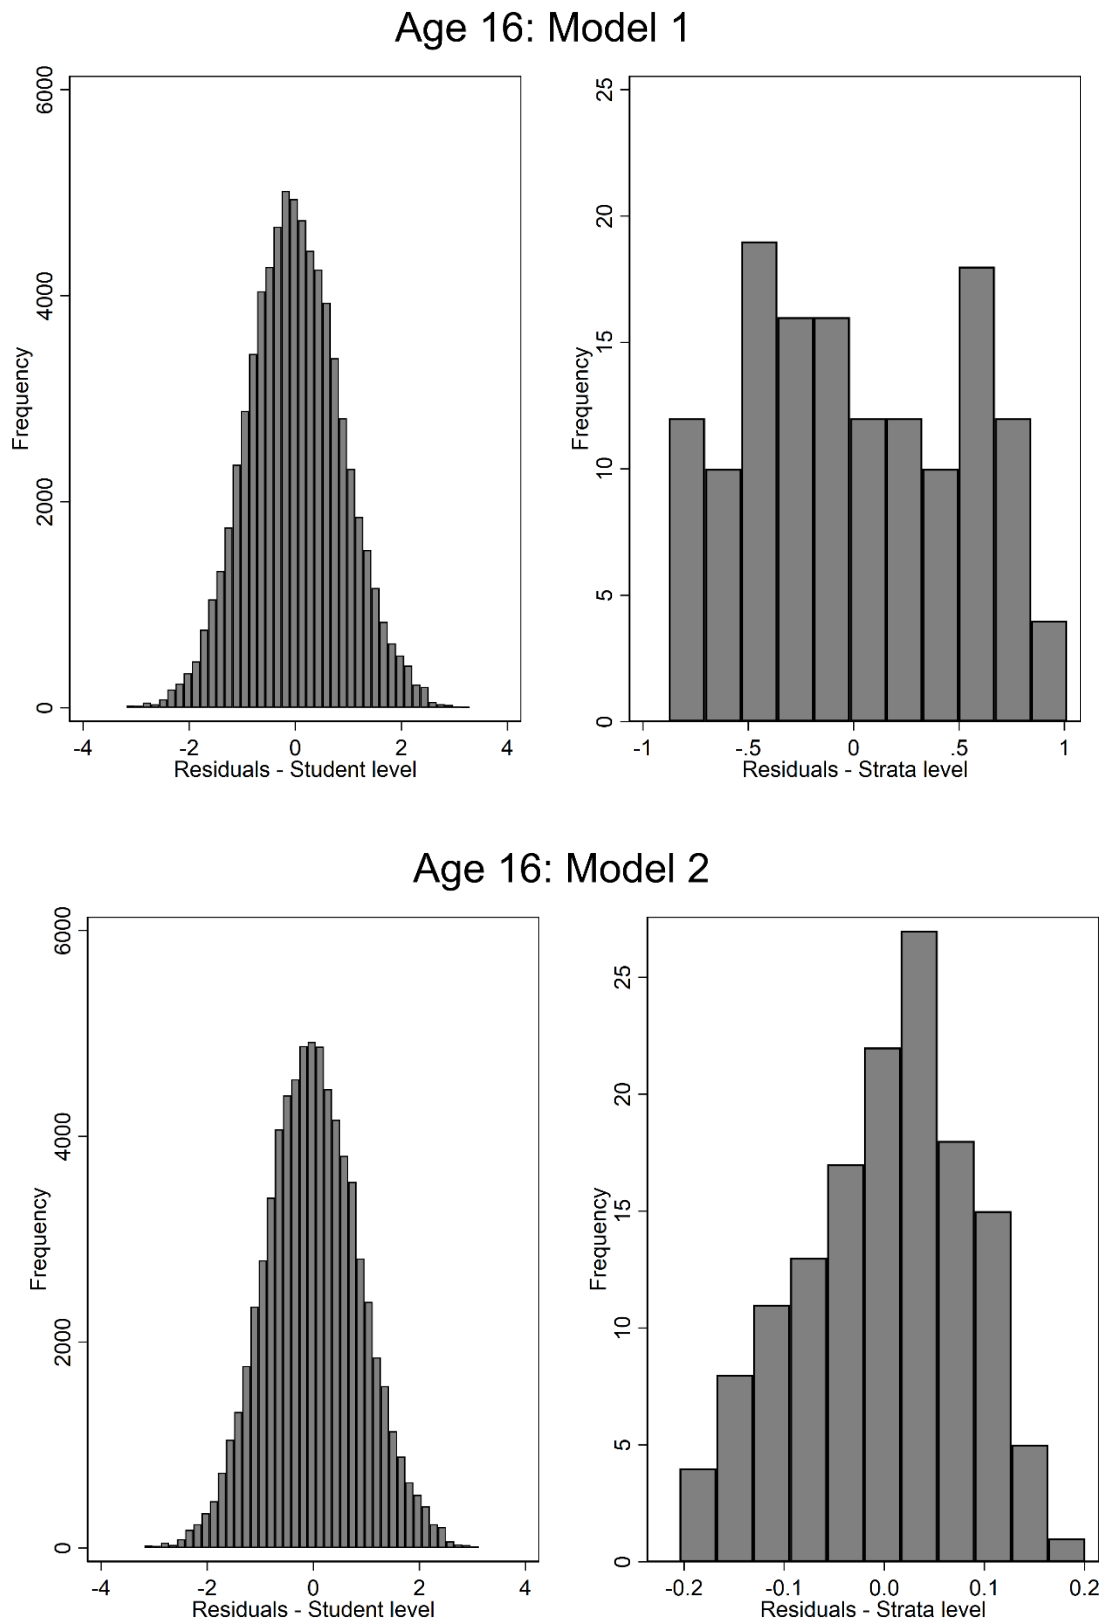 Age 16: Model 1
Frequency
6000
4000
2000
0
-4 -2 0 2 4
Residuals - Student level
Frequency
25
20
15
10
5
0
-1 -.5 0 .5 1
Residuals - Strata level
Age 16: Model 2
Frequency
6000
4000
2000
0
-4 -2 0 2 4
Residuals - Student level
Frequency
25
20
15
10
5
0
-0.2 -0.1 0.0 0.1 0.2
Residuals - Strata level